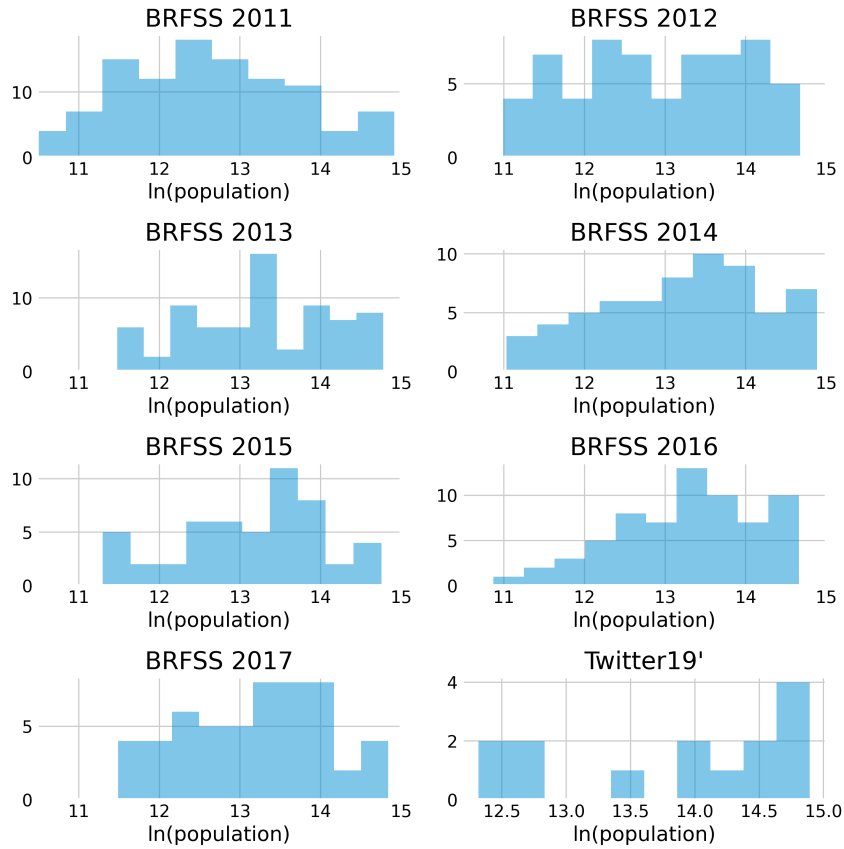 BRFSS 2011
10
0
11 12 13 14 15
ln(population)
BRFSS 2012
5
0
11 12 13 14 15
ln(population)
BRFSS 2013
10
0
11 12 13 14 15
ln(population)
BRFSS 2014
10
5
0
11 12 13 14 15
ln(population)
BRFSS 2015
10
5
0
11 12 13 14 15
ln(population)
BRFSS 2016
10
5
0
11 12 13 14 15
ln(population)
BRFSS 2017
5
0
11 12 13 14 15
ln(population)
Twitter19'
4
2
0
12.5 13.0 13.5 14.0 14.5 15.0
ln(population)